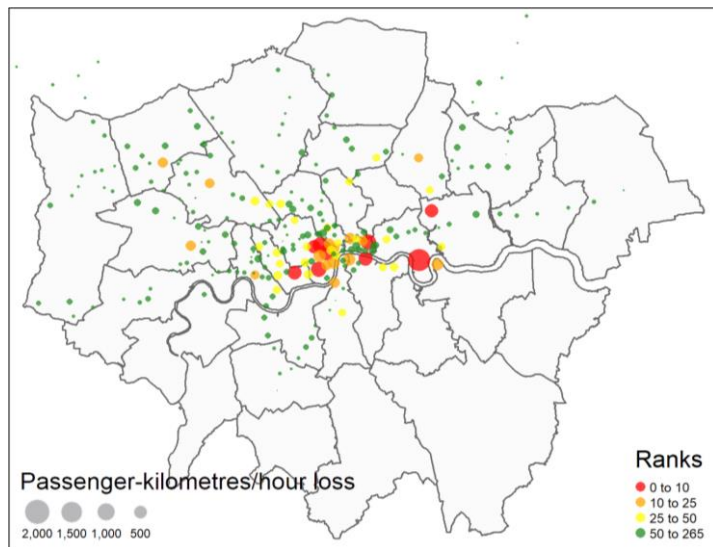 Passenger-kilometres/hour loss
2,000 1,500 1,000 500
Ranks
0 to 10
10 to 25
25 to 50
50 to 265